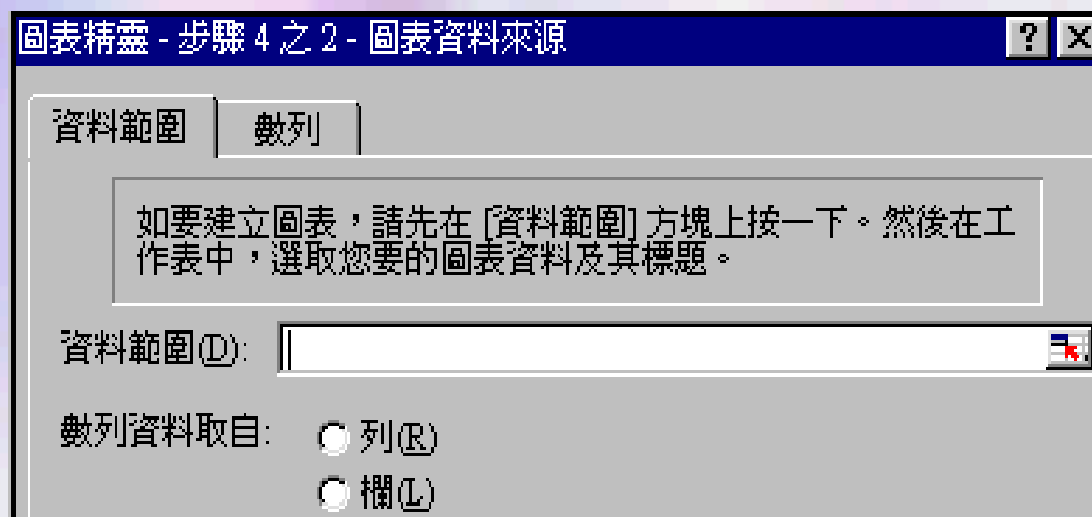 圖表精靈 - 步驟 4 之 2 - 圖表資料來源
資料範圍
數列
如要建立圖表，請先在 [資料範圍] 方塊上按一下。然後在工
作表中，選取您要的圖表資料及其標題。
資料範圍(D):
數列資料取自:
列(R)
欄(L)